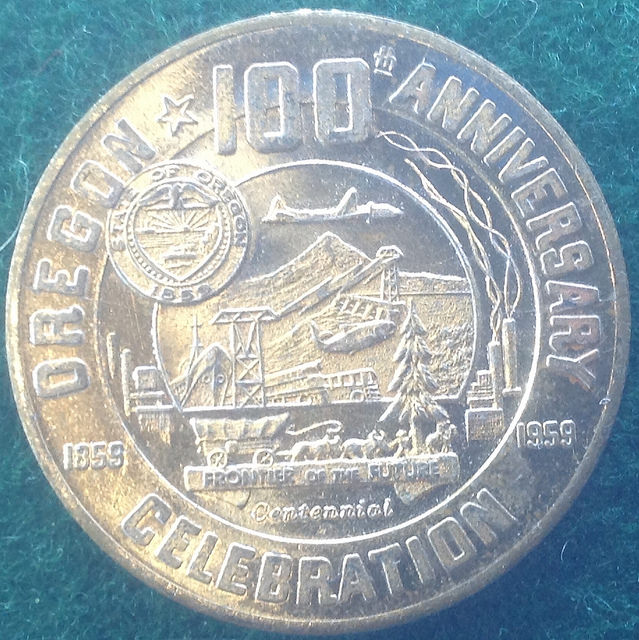 OREGON ☆ 100th ANNIVERSARY
STATE OF OREGON
1859
1859
1959
FRONTIER OF THE FUTURE
Centennial
CELEBRATION